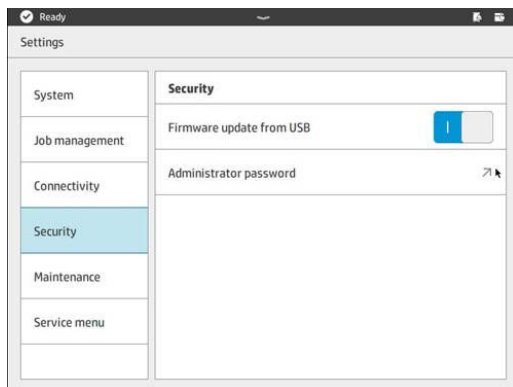 Ready
Settings
System
Job management
Connectivity
Security
Maintenance
Service menu
Security
Firmware update from USB
Administrator password